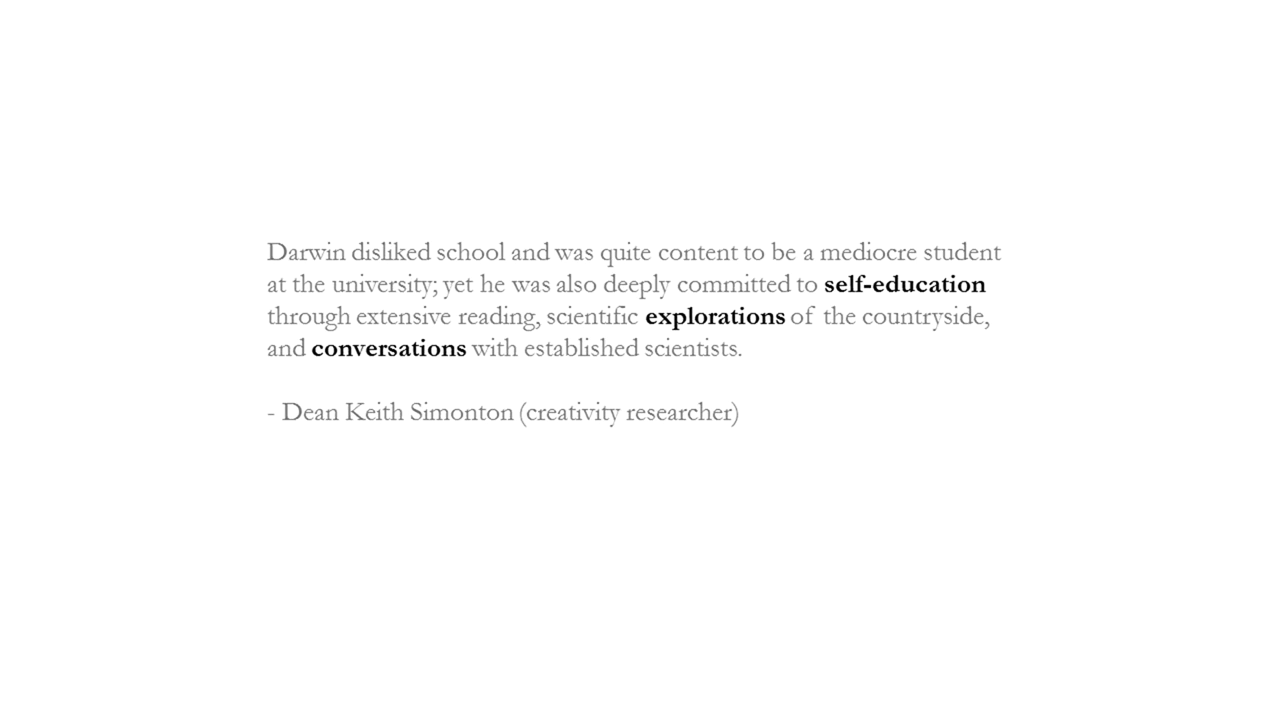 Darwin disliked school and was quite content to be a mediocre student
at the university; yet he was also deeply committed to self-education
through extensive reading, scientific explorations of the countryside,
and conversations with established scientists.
- Dean Keith Simonton (creativity researcher)